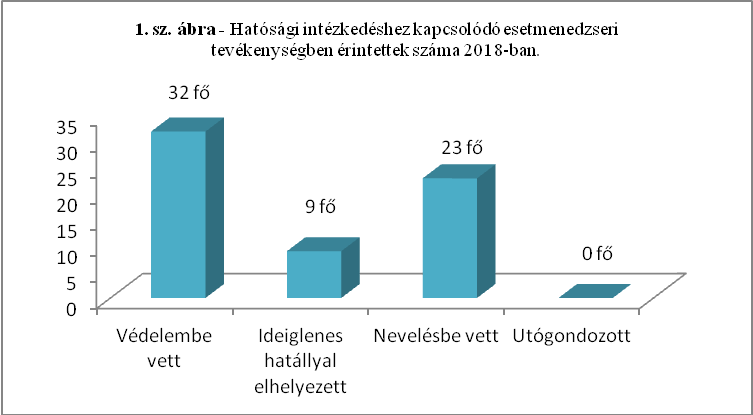 1. sz. ábra - Hatósági intézkedéshez kapcsolódó esetmenedzseri
tevékenységben érintettek száma 2018-ban.
32 fő
9 fő
23 fő
0 fő
35
30
25
20
15
10
5
0
Védelembe
vett
Ideiglenes
hatállyal
elhelyezett
Nevelésbe vett
Utógondozott